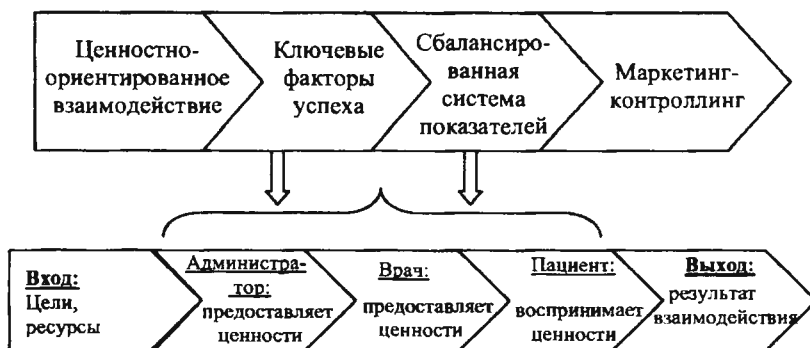 Ценностно-
ориентированное
взаимодействие
Ключевые
факторы
успеха
Сбалансиро-
ванная
система
показателей
Маркетинг-
контроллинг
Вход:
Цели,
ресурсы
Администра-
тор:
предоставляет
ценности
Врач:
предоставляет
ценности
Пациент:
воспринимает
ценности
Выход:
результат
взаимодействия